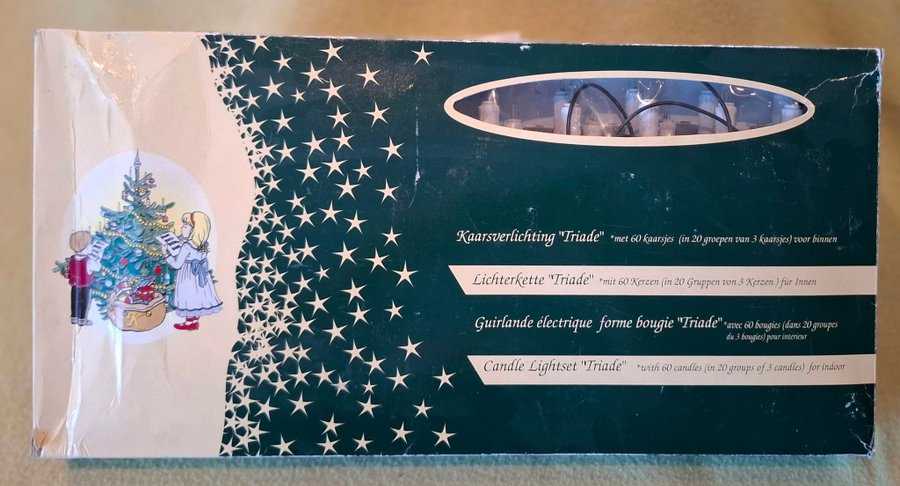 Kaarsverlichting "Triade" *met 60 kaarsjes (in 20 groepen van 3 kaarsjes) voor binnen
Lichterkette "Triade" *mit 60 Kerzen (in 20 Gruppen von 3 Kerzen ) für Innen
Guirlande électrique forme bougie "Triade" *avec 60 bougies (dans 20 groupes
du 3 bougies) pour intérieur
Candle Lightset "Triade" *with 60 candles (in 20 groups of 3 candles) for indoor
K